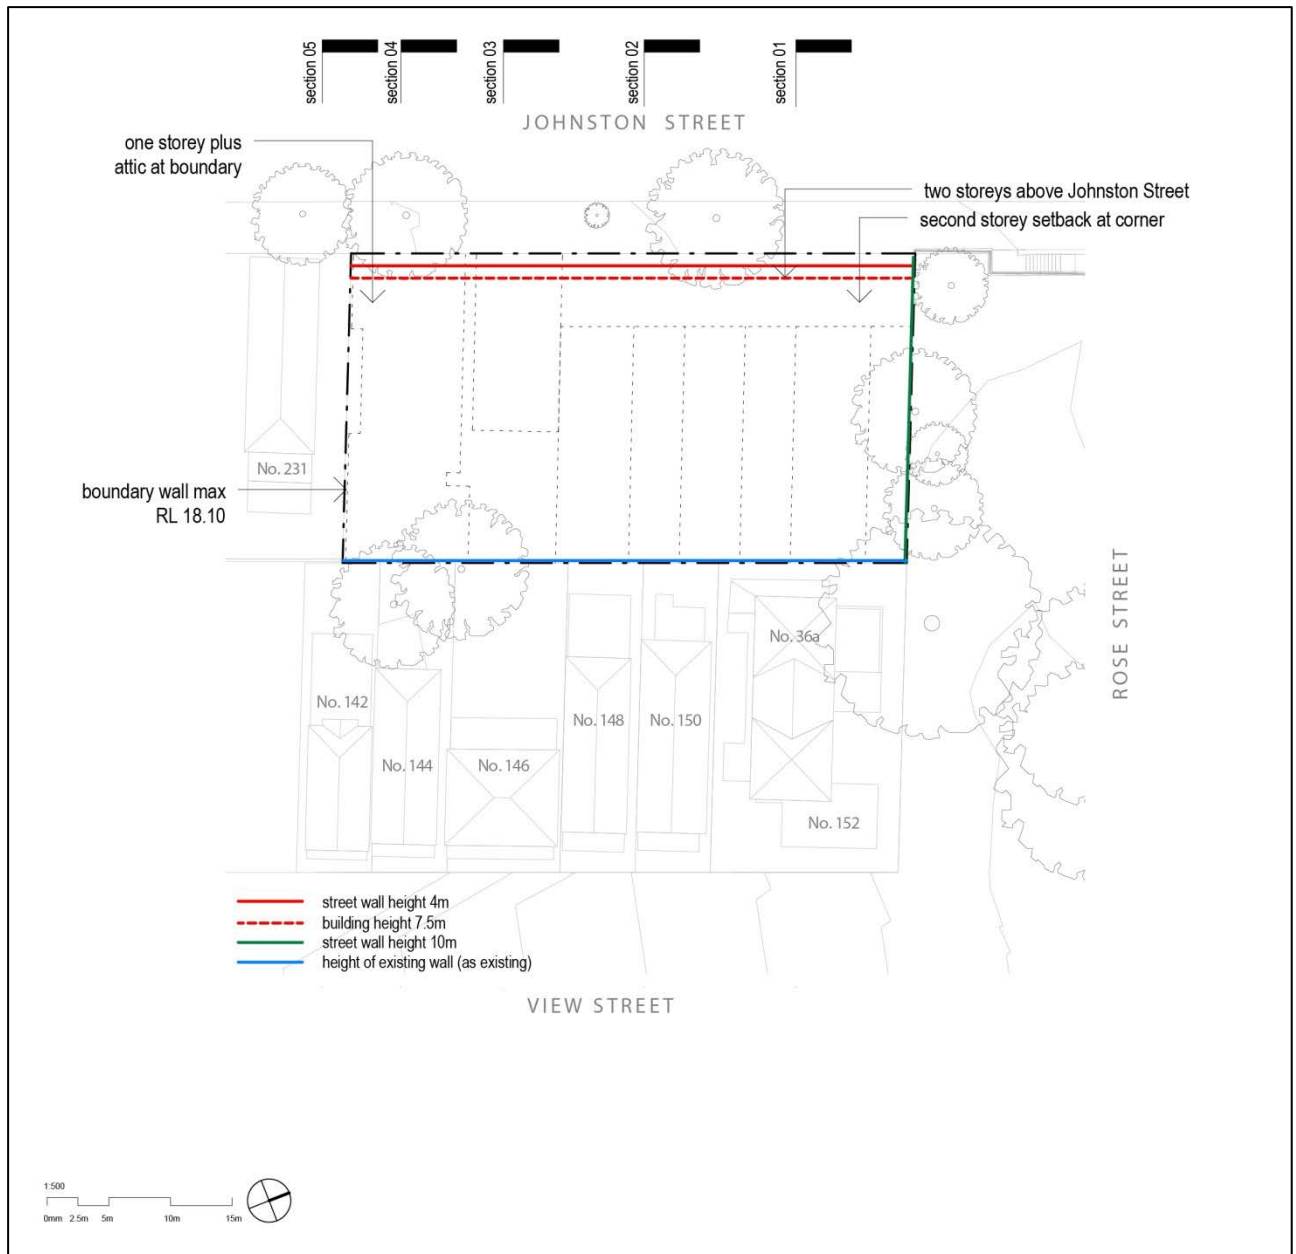 section 05
section 04
section 03
section 02
section 01
JOHNSTON STREET
one storey plus
attic at boundary
two storeys above Johnston Street
second storey setback at corner
No. 231
boundary wall max
RL 18.10
ROSE STREET
No. 36a
No. 142
No. 148
No. 150
No. 144
No. 146
No. 152
street wall height 4m
building height 7.5m
street wall height 10m
height of existing wall (as existing)
VIEW STREET
1:500
0mm 2.5m 5m 10m 15m